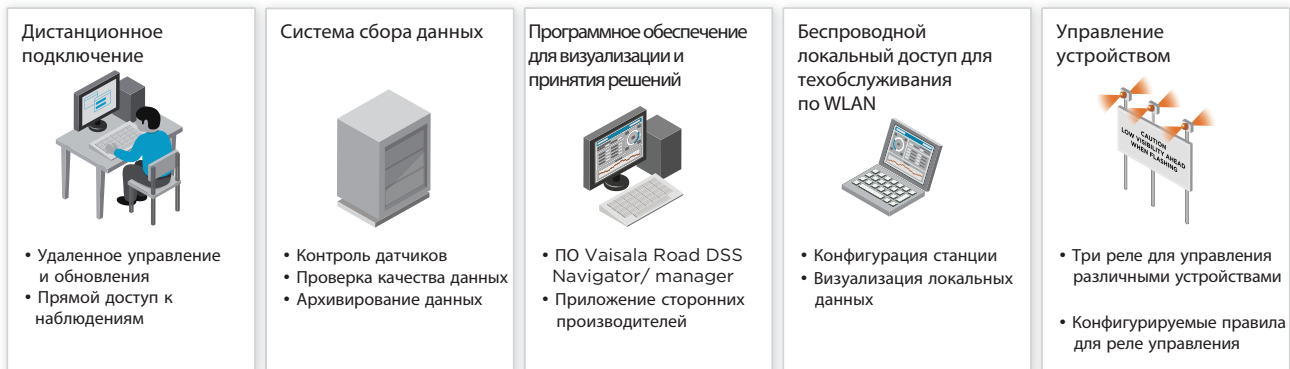 Дистанционное
подключение
• Удаленное управление
и обновления
• Прямой доступ к
наблюдениям
Система сбора данных
• Контроль датчиков
• Проверка качества данных
• Архивирование данных
Программное обеспечение
для визуализации и
принятия решений
• ПО Vaisala Road DSS
Navigator/ manager
• Приложение сторонних
производителей
Беспроводной
локальный доступ для
техобслуживания
по WLAN
• Конфигурация станции
• Визуализация локальных
данных
Управление
устройством
CAUTION
LOW VISIBILITY AHEAD
WHEN FLASHING
• Три реле для управления
различными устройствами
• Конфигурируемые правила
для реле управления